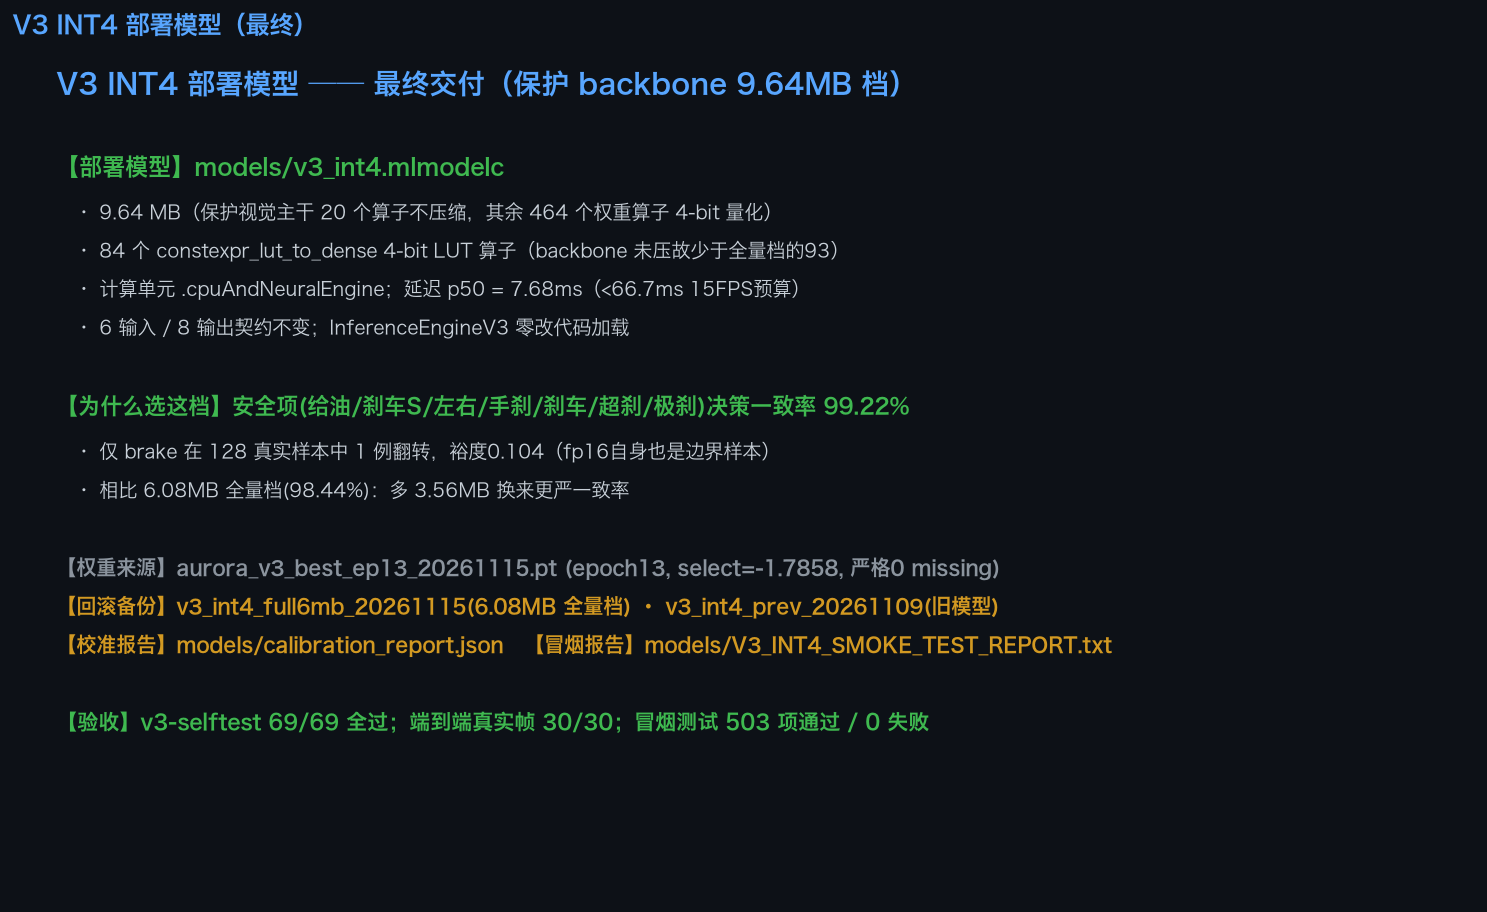 V3 INT4 部署模型（最终）
V3 INT4 部署模型 —— 最终交付（保护 backbone 9.64MB 档）
【部署模型】models/v3_int4.mlmodelc
· 9.64 MB（保护视觉主干 20 个算子不压缩，其余 464 个权重算子 4-bit 量化）
· 84 个 constexpr_lut_to_dense 4-bit LUT 算子（backbone 未压故少于全量档的93）
· 计算单元 .cpuAndNeuralEngine；延迟 p50 = 7.68ms（<66.7ms 15FPS预算）
· 6 输入 / 8 输出契约不变；InferenceEngineV3 零改代码加载
【为什么选这档】安全项(给油/刹车S/左右/手刹/刹车/超刹/极刹)决策一致率 99.22%
· 仅 brake 在 128 真实样本中 1 例翻转，裕度0.104（fp16自身也是边界样本）
· 相比 6.08MB 全量档(98.44%)：多 3.56MB 换来更严一致率
【权重来源】aurora_v3_best_ep13_20261115.pt (epoch13, select=-1.7858, 严格0 missing)
【回滚备份】v3_int4_full6mb_20261115(6.08MB 全量档) · v3_int4_prev_20261109(旧模型)
【校准报告】models/calibration_report.json 【冒烟报告】models/V3_INT4_SMOKE_TEST_REPORT.txt
【验收】v3-selftest 69/69 全过；端到端真实帧 30/30；冒烟测试 503 项通过 / 0 失败